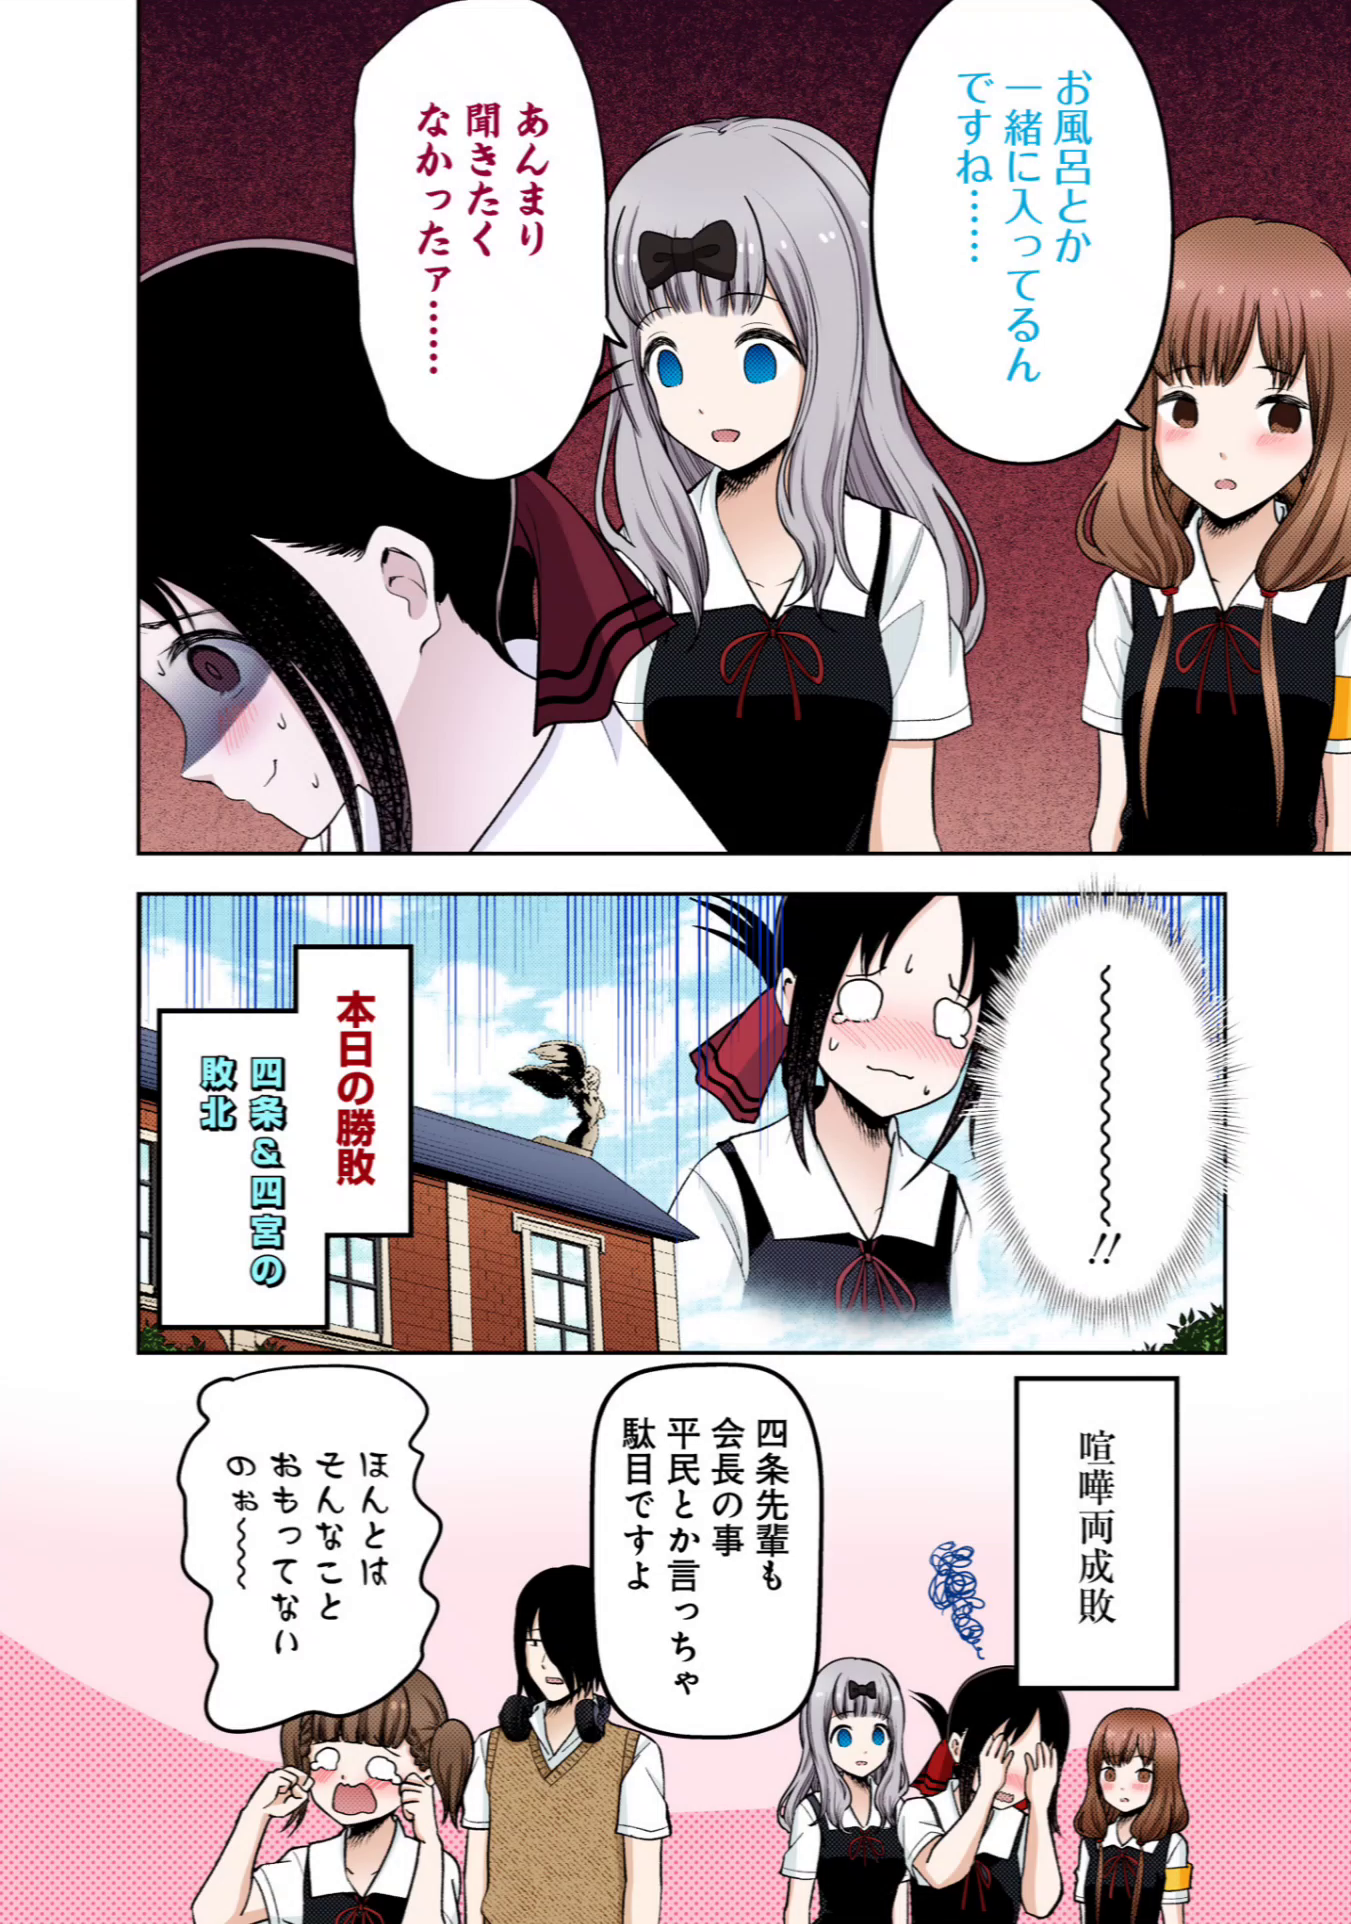 お風呂とか
一緒に入ってるん
ですね……
あんまり
聞きたく
なかったァ……
〜〜〜〜!!
本日の勝敗
四条&四宮の
敗北
喧嘩両成敗
四条先輩も
会長の事
平民とか言っちゃ
駄目ですよ
ほんとは
そんなこと
おもってない
のぉ〜〜〜